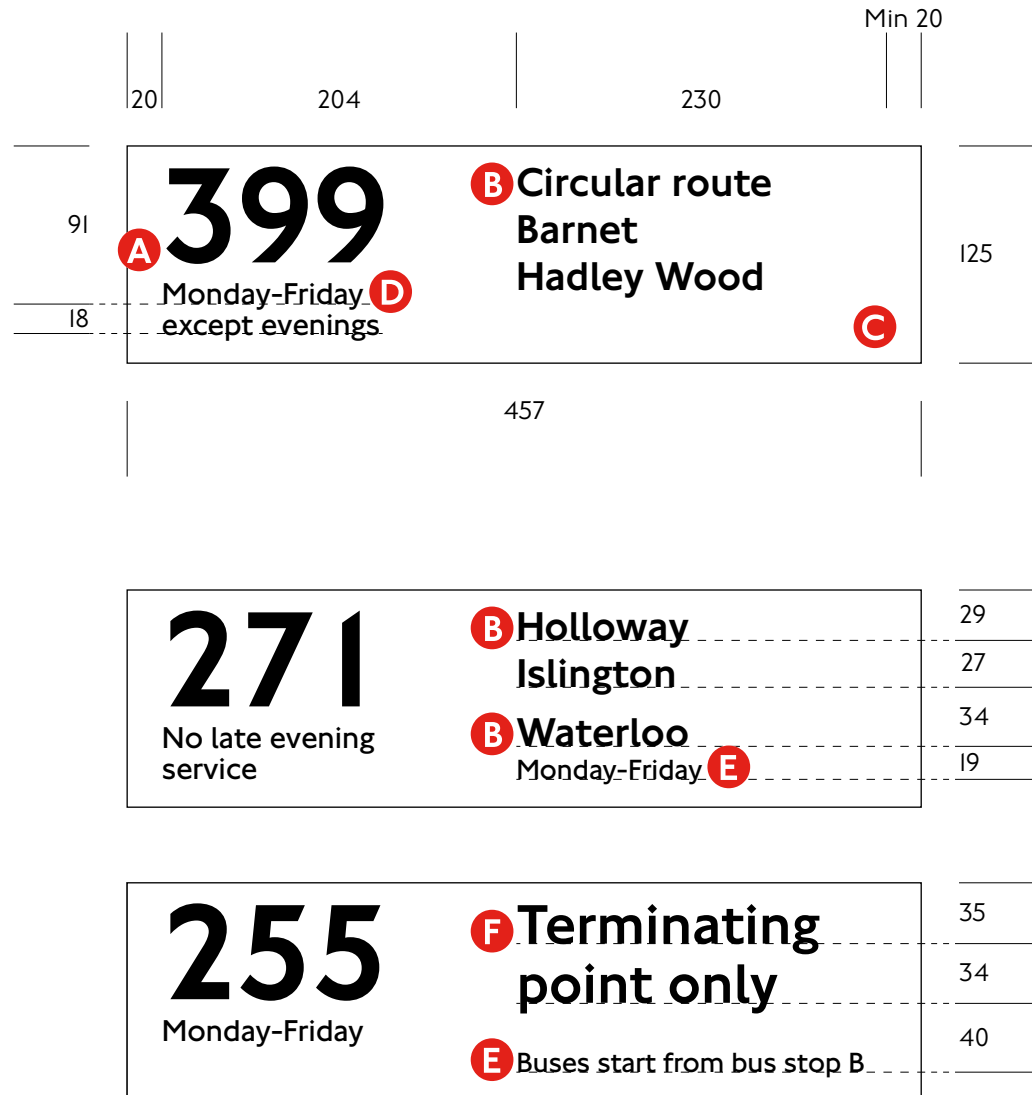 Min 20
20 204 230
399
B Circular route
Barnet
Hadley Wood
91
A
125
Monday-Friday D
18
except evenings
C
457
271
B Holloway
29
Islington
27
B Waterloo
34
No late evening
service
Monday-Friday E
19
255
F Terminating
35
point only
34
Monday-Friday
E Buses start from bus stop B
40